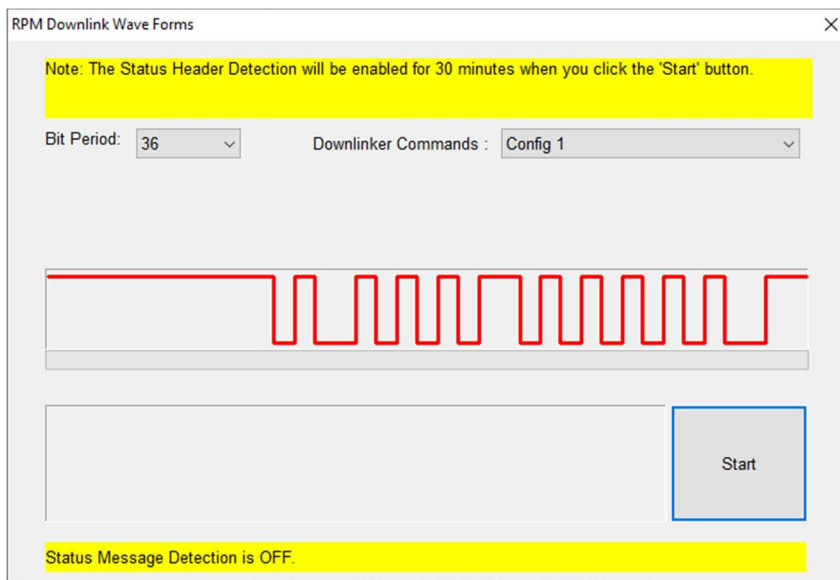 RPM Downlink Wave Forms
Note: The Status Header Detection will be enabled for 30 minutes when you click the 'Start' button.
Bit Period: 36 Downlinker Commands : Config 1
Start
Status Message Detection is OFF.